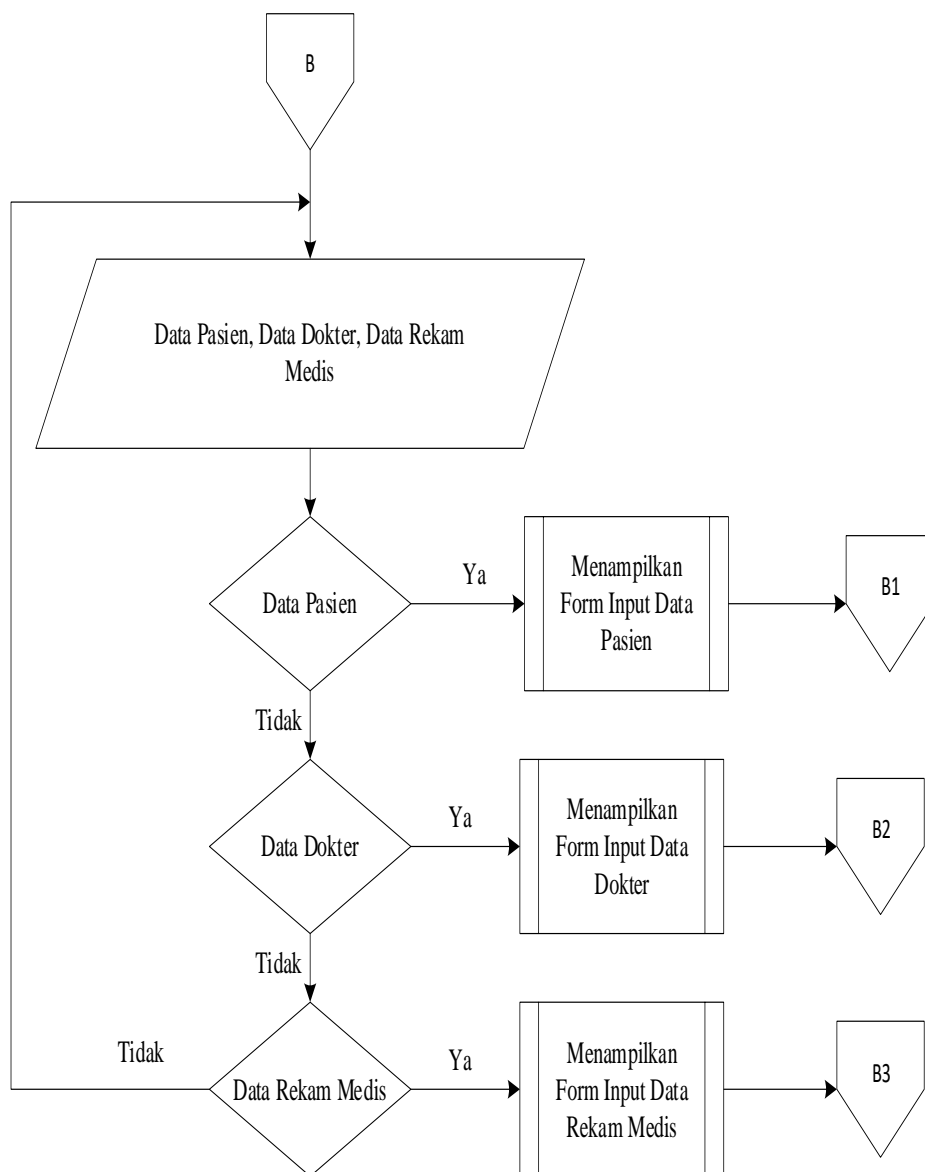 B
Data Pasien, Data Dokter, Data Rekam
Medis
Data Pasien
Ya
Menampilkan
Form Input Data
Pasien
B1
Tidak
Data Dokter
Ya
Menampilkan
Form Input Data
Dokter
B2
Tidak
Tidak
Data Rekam Medis
Ya
Menampilkan
Form Input Data
Rekam Medis
B3